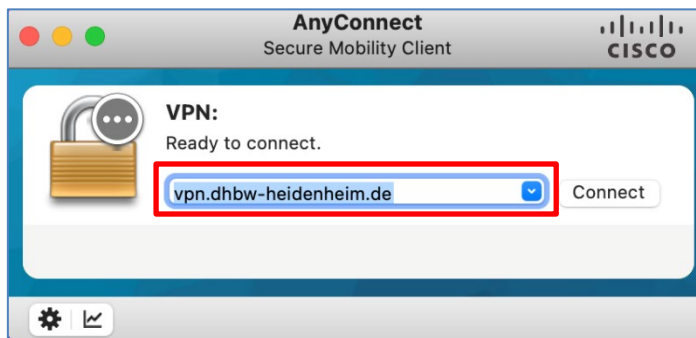 AnyConnect
Secure Mobility Client
CISCO
VPN:
Ready to connect.
vpn.dhbw-heidenheim.de
Connect